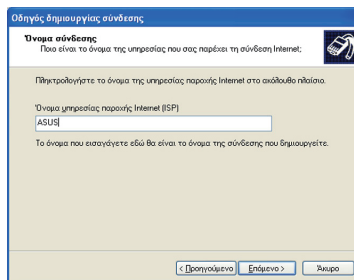 Οδηγός δημιουργίας σύνδεσης
Όνομα σύνδεσης
Ποιο είναι το όνομα της υπηρεσίας που σας παρέχει τη σύνδεση Internet;
Πληκτρολογήστε το όνομα της υπηρεσίας παροχής Internet στο ακόλουθο πλαίσιο.
Όνομα υπηρεσίας παροχής Internet (ISP)
ASUS
Το όνομα που εισαγάγετε εδώ θα είναι το όνομα της σύνδεσης που δημιουργείτε.
< Προηγούμενο Επόμενο > Άκυρο